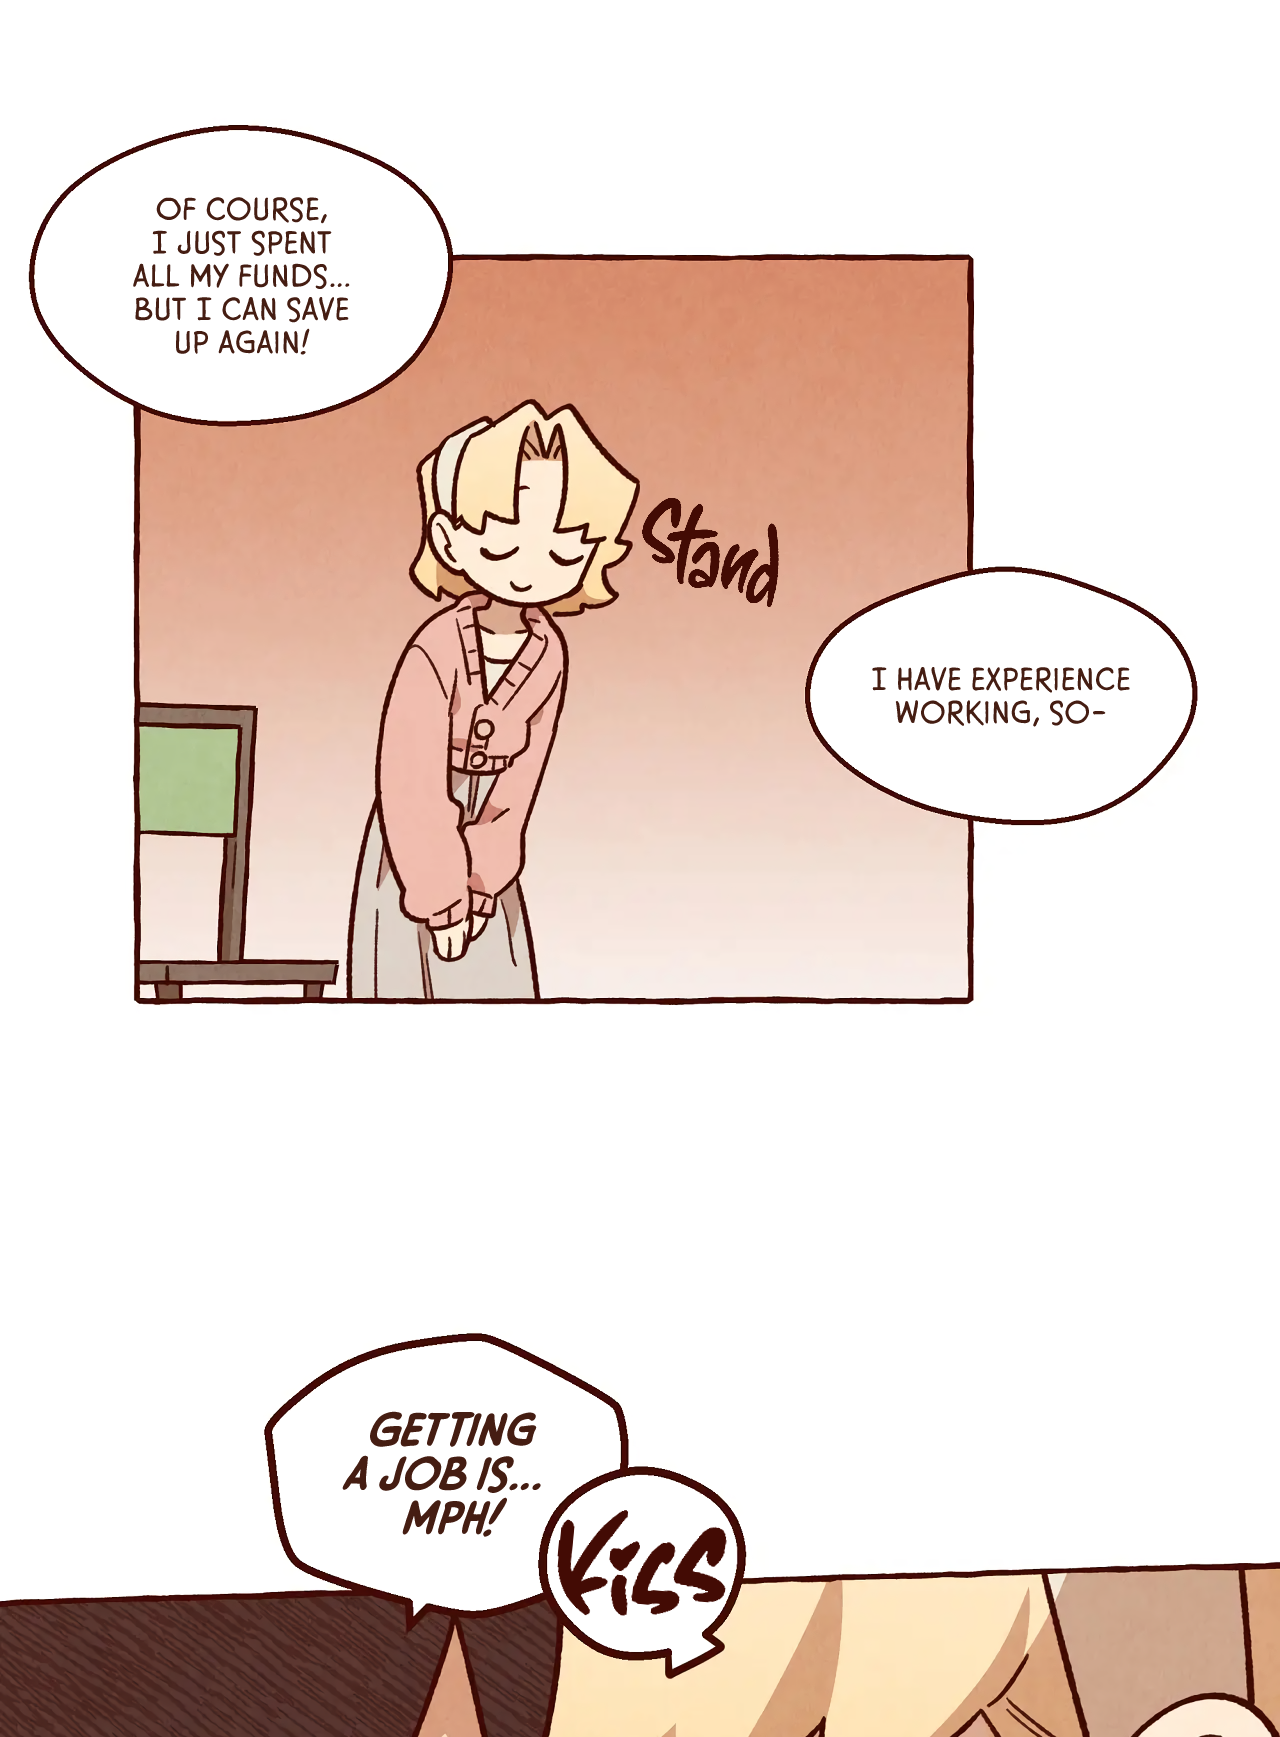 OF COURSE,
I JUST SPENT
ALL MY FUNDS...
BUT I CAN SAVE
UP AGAIN!
Stand
I HAVE EXPERIENCE
WORKING, SO-
GETTING
A JOB IS...
MPH!
Kiss